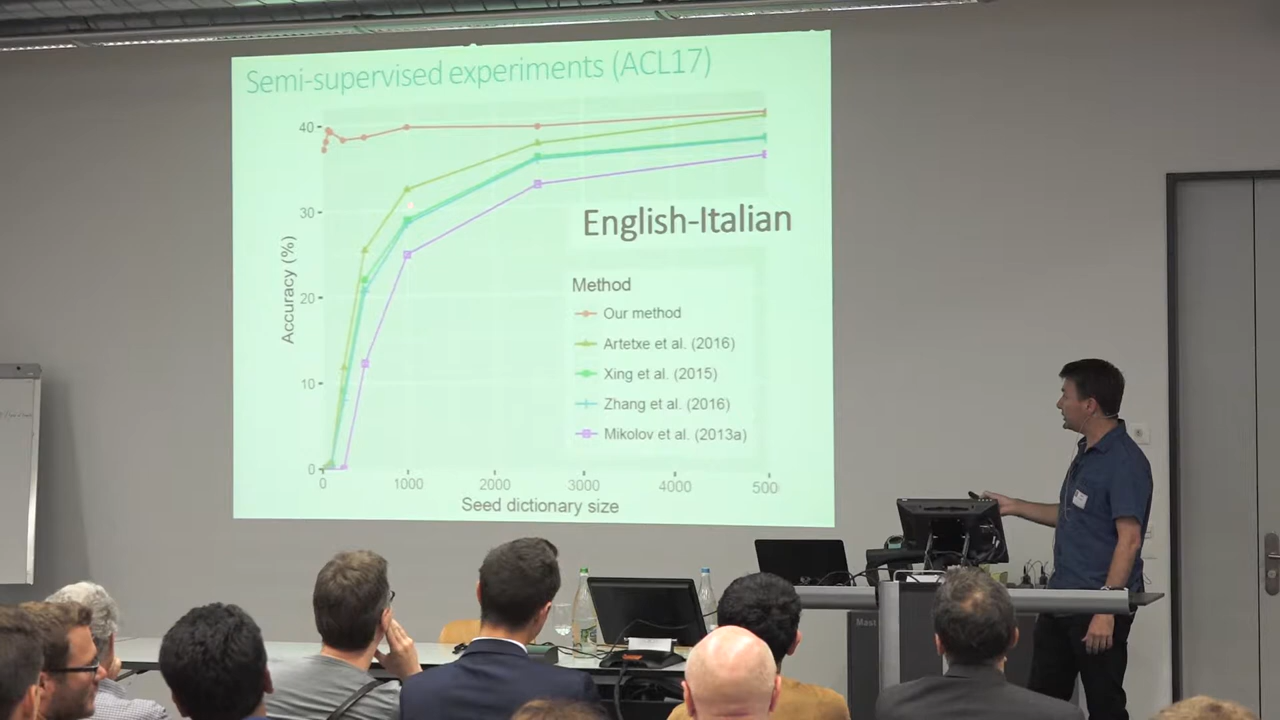 Semi-supervised experiments (ACL17)
40
30
20
10
0
Accuracy (%)
English-Italian
Method
Our method
Artetxe et al. (2016)
Xing et al. (2015)
Zhang et al. (2016)
Mikolov et al. (2013a)
0 1000 2000 3000 4000 500
Seed dictionary size
Mast